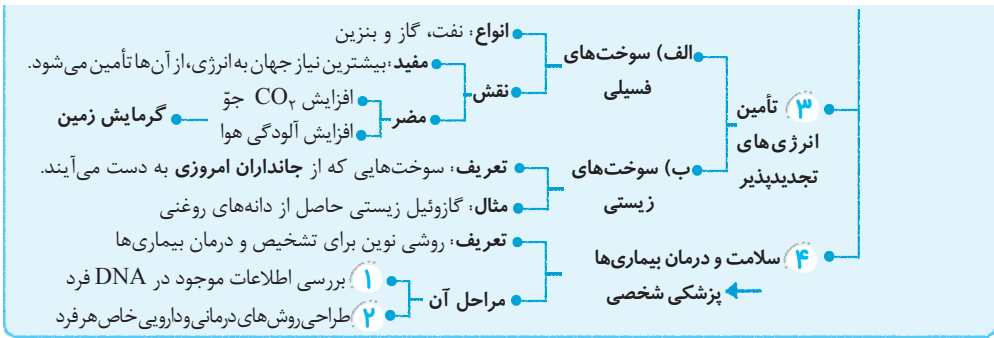 ۳ تأمین انرژی‌های تجدیدپذیر
الف) سوخت‌های فسیلی
انواع: نفت، گاز و بنزین
نقش
مفید: بیشترین نیاز جهان به انرژی، از آن‌ها تأمین می‌شود.
مضر
افزایش CO₂ جوّ
افزایش آلودگی هوا
گرمایش زمین
ب) سوخت‌های زیستی
تعریف: سوخت‌هایی که از جانداران امروزی به دست می‌آیند.
مثال: گازوئیل زیستی حاصل از دانه‌های روغنی
۴ سلامت و درمان بیماری‌ها
پزشکی شخصی
تعریف: روشی نوین برای تشخیص و درمان بیماری‌ها
مراحل آن
۱ بررسی اطلاعات موجود در DNA فرد
۲ طراحی روش‌های درمانی و دارویی خاص هر فرد